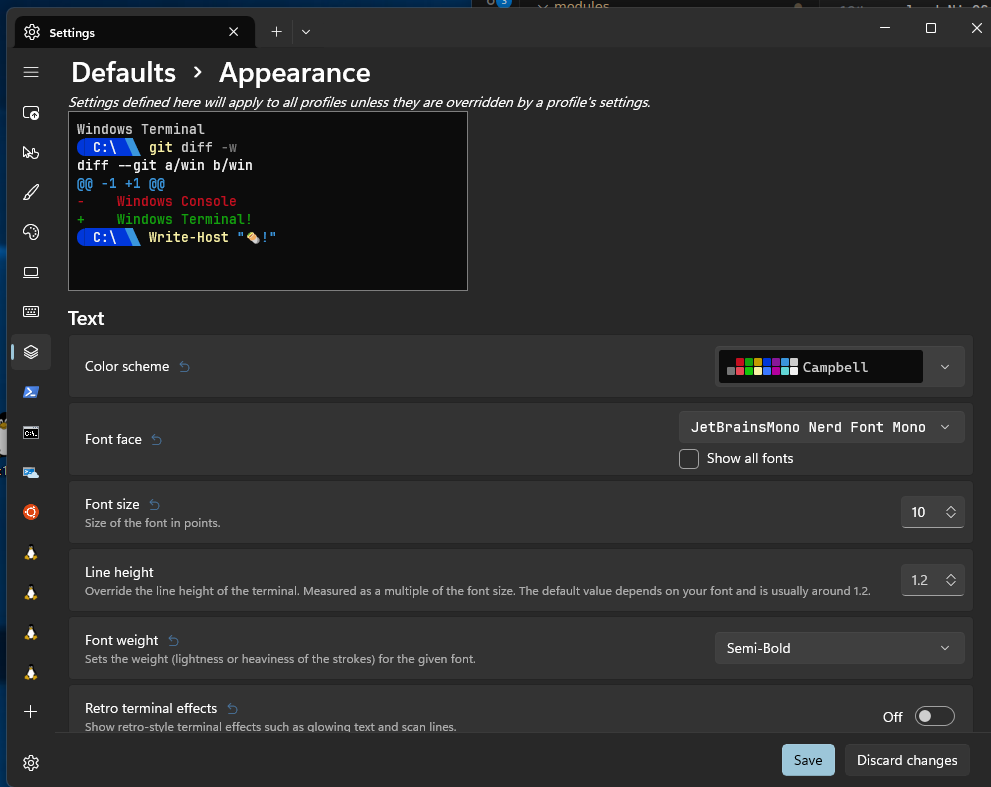 modules
3
Settings
Defaults > Appearance
Settings defined here will apply to all profiles unless they are overridden by a profile's settings.
Windows Terminal
C:\ git diff -w
diff --git a/win b/win
@@ -1 +1 @@
- Windows Console
+ Windows Terminal!
C:\ Write-Host "✏️!"
Text
Color scheme
Campbell
Font face
JetBrainsMono Nerd Font Mono
Show all fonts
Font size
Size of the font in points.
10
Line height
Override the line height of the terminal. Measured as a multiple of the font size. The default value depends on your font and is usually around 1.2.
1.2
Font weight
Sets the weight (lightness or heaviness of the strokes) for the given font.
Semi-Bold
Retro terminal effects
Show retro-style terminal effects such as glowing text and scan lines.
Off
Save
Discard changes